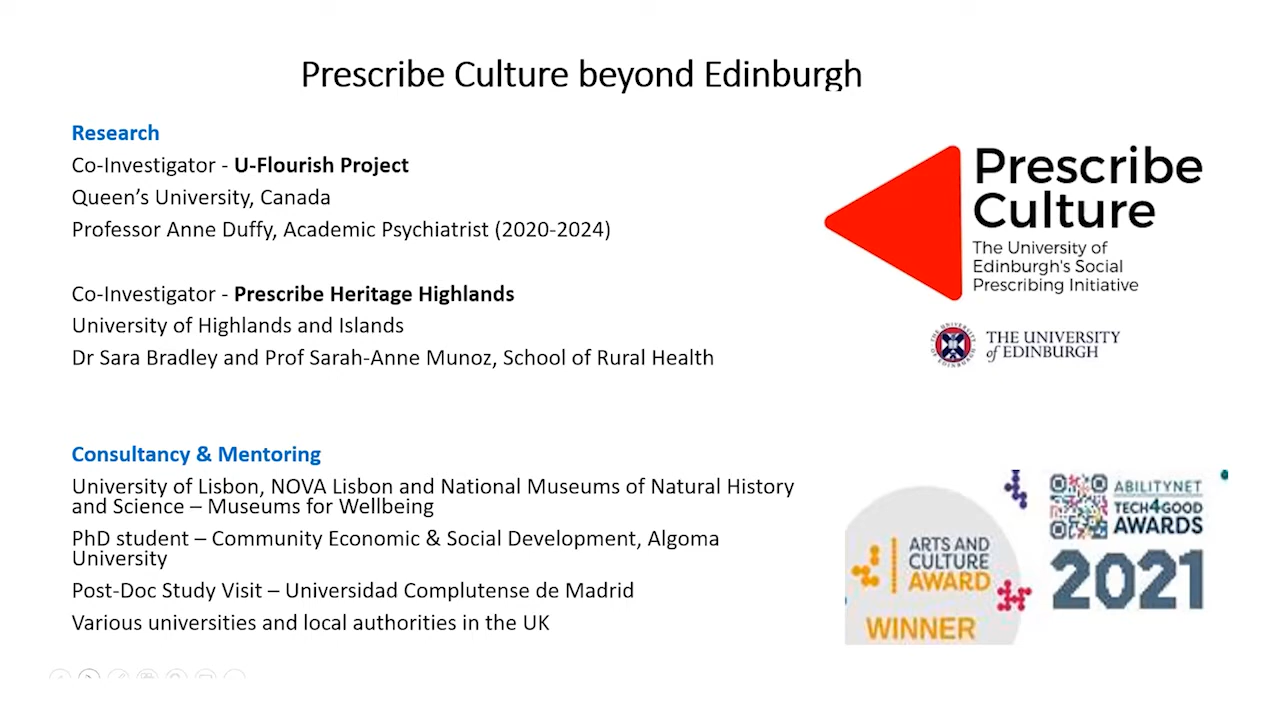 Prescribe Culture beyond Edinburgh
Research
Co-Investigator - U-Flourish Project
Queen's University, Canada
Professor Anne Duffy, Academic Psychiatrist (2020-2024)
Co-Investigator - Prescribe Heritage Highlands
University of Highlands and Islands
Dr Sara Bradley and Prof Sarah-Anne Munoz, School of Rural Health
Consultancy & Mentoring
University of Lisbon, NOVA Lisbon and National Museums of Natural History
and Science – Museums for Wellbeing
PhD student – Community Economic & Social Development, Algoma
University
Post-Doc Study Visit – Universidad Complutense de Madrid
Various universities and local authorities in the UK
Prescribe
Culture
The University of
Edinburgh's Social
Prescribing Initiative
THE UNIVERSITY
of EDINBURGH
ARTS AND
CULTURE
AWARD
WINNER
ABILITYNET
TECH4GOOD
AWARDS
2021